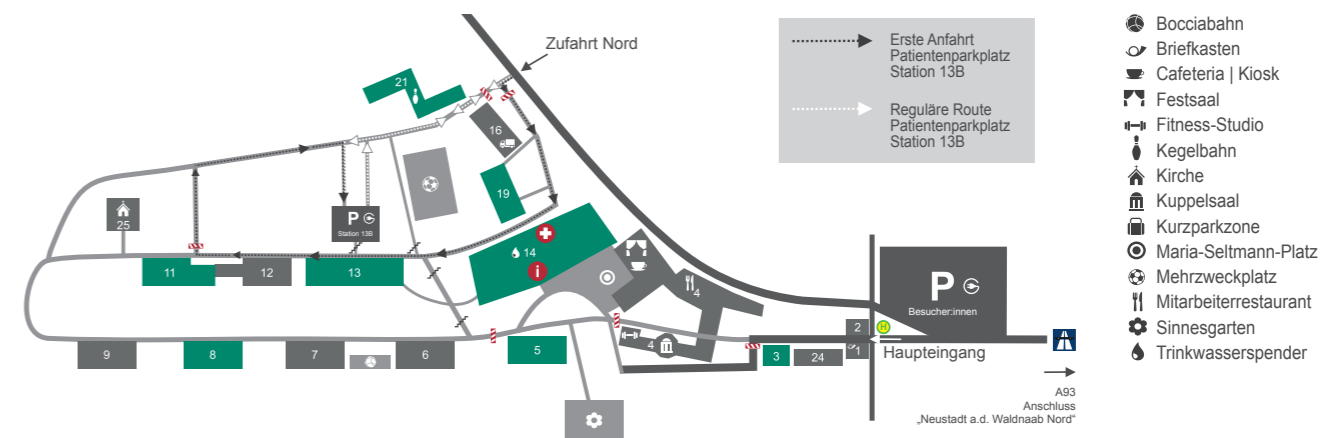 Zufahrt Nord
21
16
19
25
P
Station 13B
14
i
11
12
13
4
9
8
7
6
5
4
3
24
2
1
H
P
Besucher:innen
Haupteingang
A93
Anschluss
„Neustadt a.d. Waldnaab Nord“
Erste Anfahrt
Patientenparkplatz
Station 13B
Reguläre Route
Patientenparkplatz
Station 13B
Bocciabahn
Briefkasten
Cafeteria | Kiosk
Festsaal
Fitness-Studio
Kegelbahn
Kirche
Kuppelsaal
Kurzparkzone
Maria-Seltmann-Platz
Mehrzweckplatz
Mitarbeiterrestaurant
Sinnesgarten
Trinkwasserspender